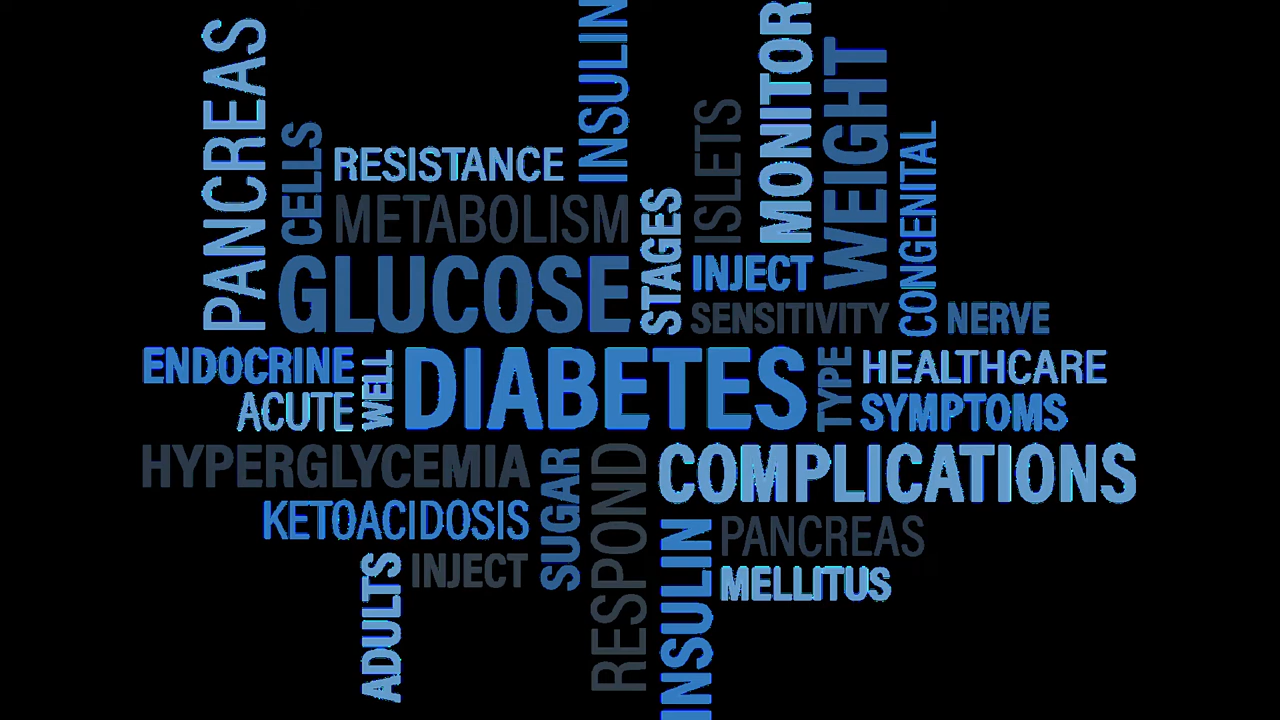 PANCREAS
CELLS
RESISTANCE
METABOLISM
GLUCOSE
INSULIN
STAGES
ISLETS
MONITOR
WEIGHT
CONGENITAL
INJECT
SENSITIVITY
NERVE
ENDOCRINE
ACUTE
WELL
DIABETES
TYPE
HEALTHCARE
SYMPTOMS
HYPERGLYCEMIA
KETOACIDOSIS
SUGAR
RESPOND
COMPLICATIONS
ADULTS
INJECT
INSULIN
PANCREAS
MELLITUS